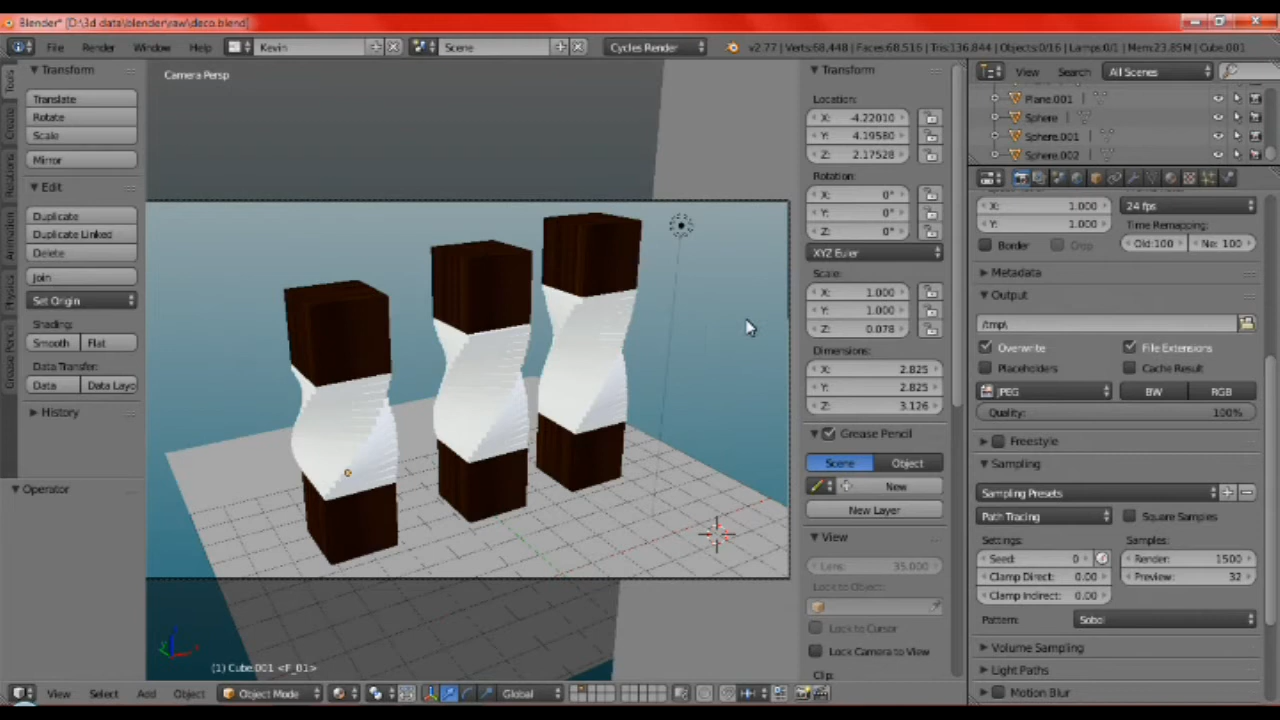 Blender* [D:\3d data\blender\raw\deco.blend]
File Render Window Help Kevin Scene Cycles Render v2.77 | Verts:68,448 | Faces:68,516 | Tris:136,844 | Objects:0/16 | Lamps:0/1 | Mem:23.85M | Cube.001
Tools
Create
Relations
Animation
Physics
Grease Pencil
Transform
Translate
Rotate
Scale
Mirror
Edit
Duplicate
Duplicate Linked
Delete
Join
Set Origin
Shading:
Smooth Flat
Data Transfer:
Data Data Layo
History
Operator
Camera Persp
(1) Cube.001 <F_01>
Transform
Location:
X: -4.22010
Y: 4.19580
Z: 2.17528
Rotation:
X: 0°
Y: 0°
Z: 0°
XYZ Euler
Scale:
X: 1.000
Y: 1.000
Z: 0.078
Dimensions:
X: 2.825
Y: 2.825
Z: 3.126
Grease Pencil
Scene Object
New
New Layer
View
Lens: 35.000
Lock to Object:
Lock to Cursor
Lock Camera to View
Clip:
View Search All Scenes
Plane.001
Sphere
Sphere.001
Sphere.002
X: 1.000
Y: 1.000
Border Crop
24 fps
Time Remapping:
Old:100 Ne: 100
Metadata
Output
/tmp\
Overwrite File Extensions
Placeholders Cache Result
JPEG BW RGB
Quality: 100%
Freestyle
Sampling
Sampling Presets
Path Tracing Square Samples
Settings: Samples:
Seed: 0 Render: 1500
Clamp Direct: 0.00 Preview: 32
Clamp Indirect: 0.00
Pattern: Sobol
Volume Sampling
Light Paths
Motion Blur
View Select Add Object Object Mode Global